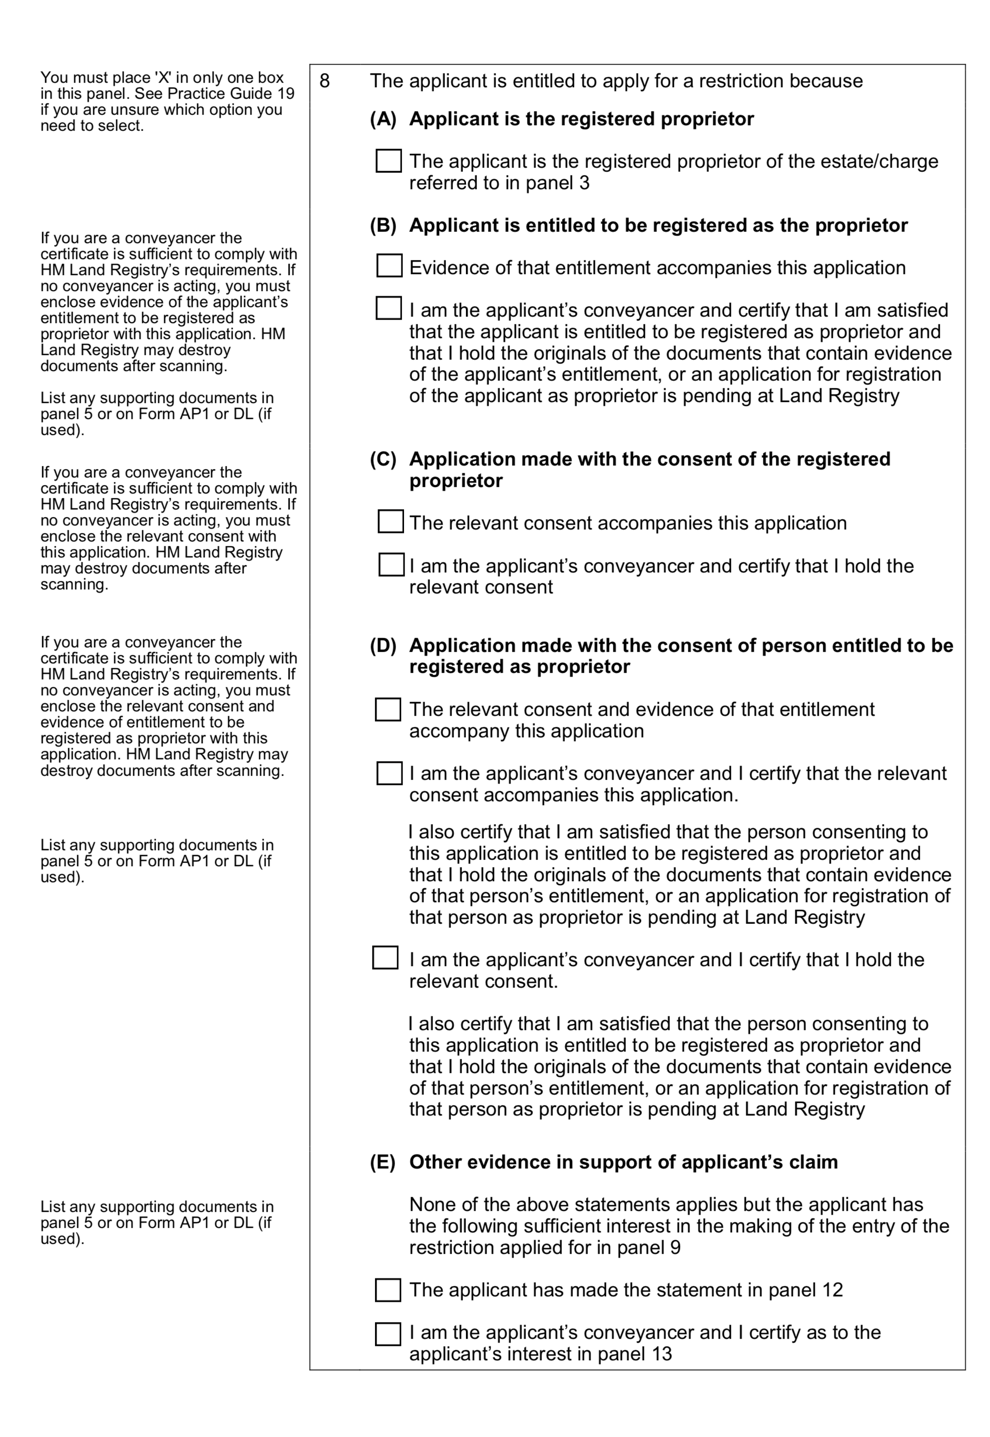 You must place 'X' in only one box
in this panel. See Practice Guide 19
if you are unsure which option you
need to select.
8 The applicant is entitled to apply for a restriction because
(A) Applicant is the registered proprietor
The applicant is the registered proprietor of the estate/charge
referred to in panel 3
If you are a conveyancer the
certificate is sufficient to comply with
HM Land Registry's requirements. If
no conveyancer is acting, you must
enclose evidence of the applicant's
entitlement to be registered as
proprietor with this application. HM
Land Registry may destroy
documents after scanning.
List any supporting documents in
panel 5 or on Form AP1 or DL (if
used).
(B) Applicant is entitled to be registered as the proprietor
Evidence of that entitlement accompanies this application
I am the applicant's conveyancer and certify that I am satisfied
that the applicant is entitled to be registered as proprietor and
that I hold the originals of the documents that contain evidence
of the applicant's entitlement, or an application for registration
of the applicant as proprietor is pending at Land Registry
If you are a conveyancer the
certificate is sufficient to comply with
HM Land Registry's requirements. If
no conveyancer is acting, you must
enclose the relevant consent with
this application. HM Land Registry
may destroy documents after
scanning.
(C) Application made with the consent of the registered
proprietor
The relevant consent accompanies this application
I am the applicant's conveyancer and certify that I hold the
relevant consent
If you are a conveyancer the
certificate is sufficient to comply with
HM Land Registry's requirements. If
no conveyancer is acting, you must
enclose the relevant consent and
evidence of entitlement to be
registered as proprietor with this
application. HM Land Registry may
destroy documents after scanning.
List any supporting documents in
panel 5 or on Form AP1 or DL (if
used).
(D) Application made with the consent of person entitled to be
registered as proprietor
The relevant consent and evidence of that entitlement
accompany this application
I am the applicant's conveyancer and I certify that the relevant
consent accompanies this application.
I also certify that I am satisfied that the person consenting to
this application is entitled to be registered as proprietor and
that I hold the originals of the documents that contain evidence
of that person's entitlement, or an application for registration of
that person as proprietor is pending at Land Registry
I am the applicant's conveyancer and I certify that I hold the
relevant consent.
I also certify that I am satisfied that the person consenting to
this application is entitled to be registered as proprietor and
that I hold the originals of the documents that contain evidence
of that person's entitlement, or an application for registration of
that person as proprietor is pending at Land Registry
List any supporting documents in
panel 5 or on Form AP1 or DL (if
used).
(E) Other evidence in support of applicant's claim
None of the above statements applies but the applicant has
the following sufficient interest in the making of the entry of the
restriction applied for in panel 9
The applicant has made the statement in panel 12
I am the applicant's conveyancer and I certify as to the
applicant's interest in panel 13